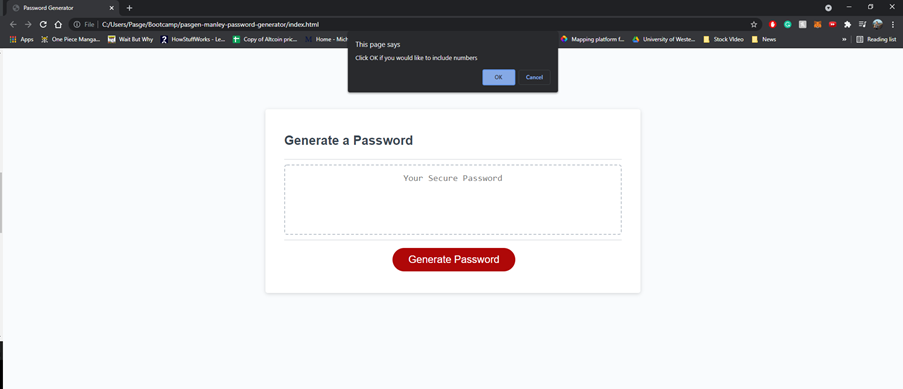 Password Generator
File | C:/Users/Pasge/Bootcamp/pasgen-manley-password-generator/index.html
Apps One Piece Manga... Wait But Why HowStuffWorks - Le... Copy of Altcoin pric... Home - Mich Mapping platform f... University of Weste... Stock Video News » Reading list
This page says
Click OK if you would like to include numbers
OK Cancel
Generate a Password
Your Secure Password
Generate Password